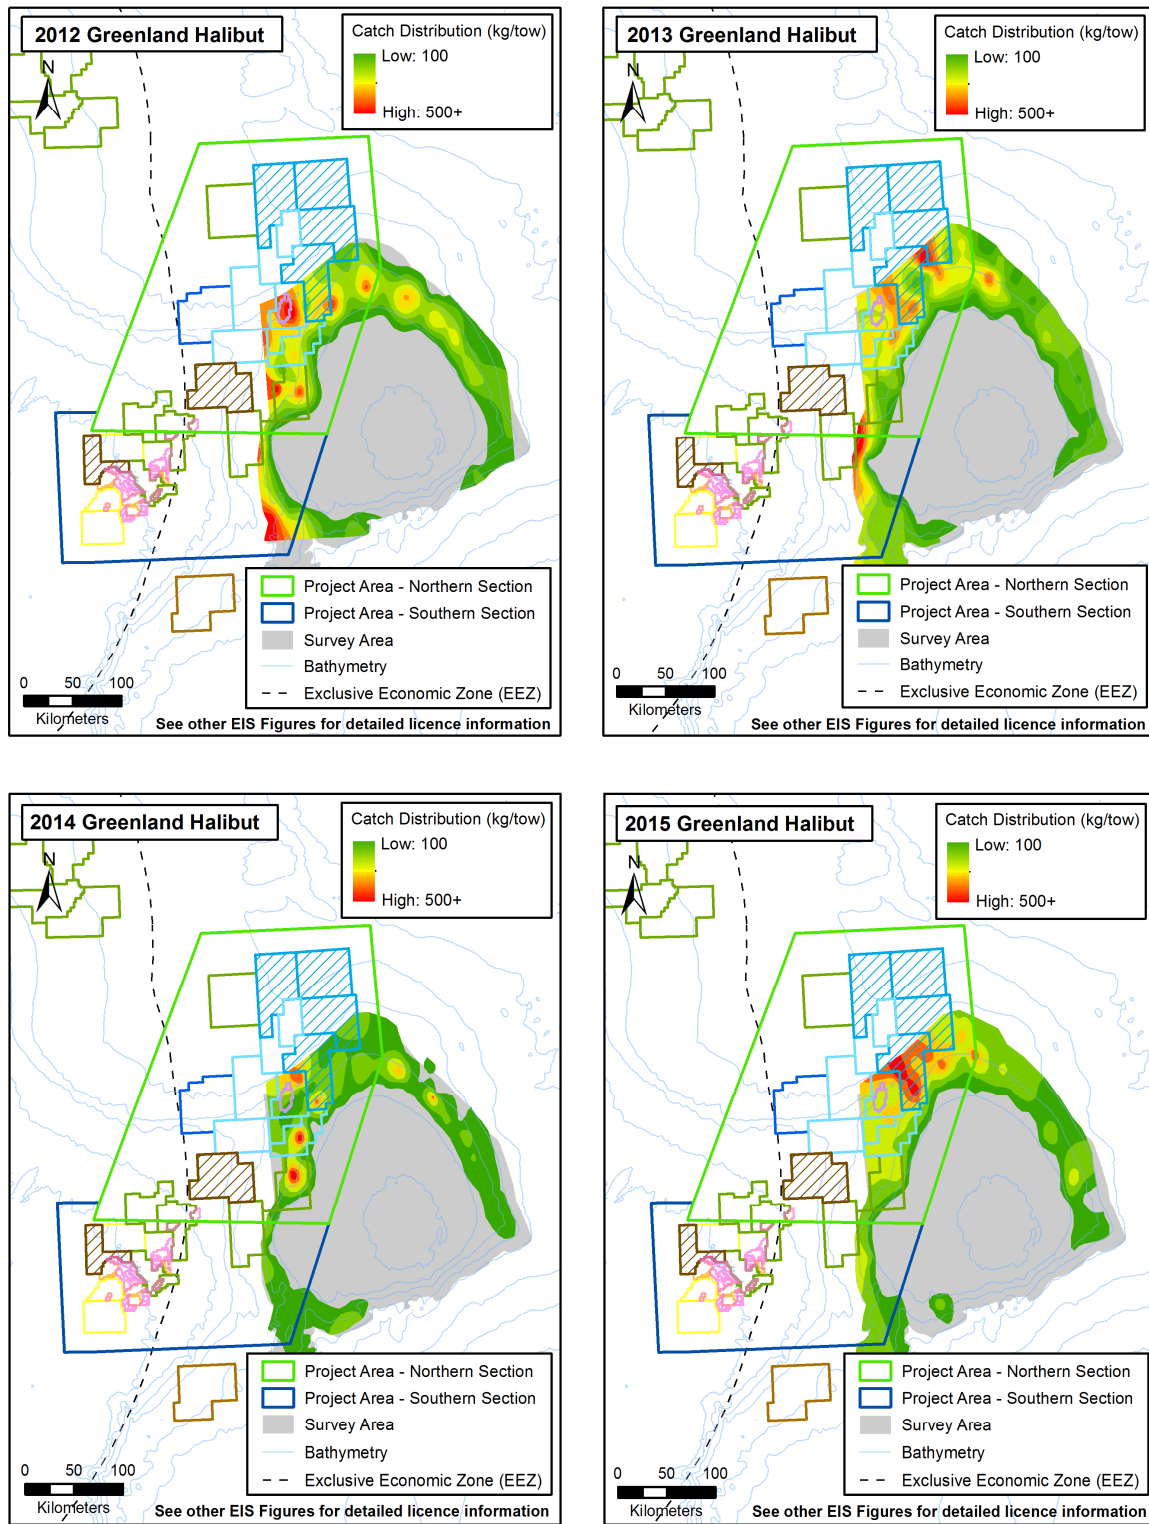 2012 Greenland Halibut
Catch Distribution (kg/tow)
Low: 100
High: 500+
N
Project Area - Northern Section
Project Area - Southern Section
Survey Area
Bathymetry
Exclusive Economic Zone (EEZ)
0 50 100
Kilometers
See other EIS Figures for detailed licence information
2013 Greenland Halibut
Catch Distribution (kg/tow)
Low: 100
High: 500+
N
Project Area - Northern Section
Project Area - Southern Section
Survey Area
Bathymetry
Exclusive Economic Zone (EEZ)
0 50 100
Kilometers
See other EIS Figures for detailed licence information
2014 Greenland Halibut
Catch Distribution (kg/tow)
Low: 100
High: 500+
N
Project Area - Northern Section
Project Area - Southern Section
Survey Area
Bathymetry
Exclusive Economic Zone (EEZ)
0 50 100
Kilometers
See other EIS Figures for detailed licence information
2015 Greenland Halibut
Catch Distribution (kg/tow)
Low: 100
High: 500+
N
Project Area - Northern Section
Project Area - Southern Section
Survey Area
Bathymetry
Exclusive Economic Zone (EEZ)
0 50 100
Kilometers
See other EIS Figures for detailed licence information